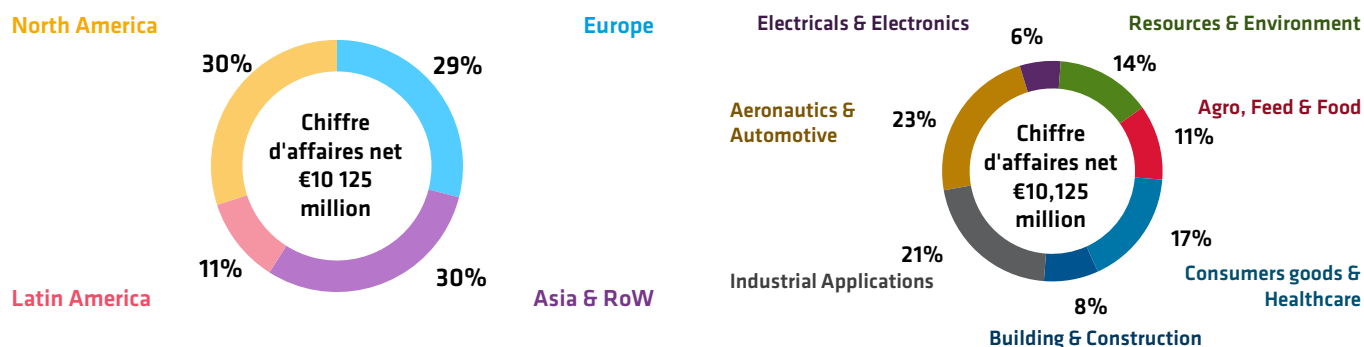 North America
Europe
30%
29%
Chiffre
d'affaires net
€10 125
million
11%
30%
Latin America
Asia & RoW
Electricals & Electronics
Resources & Environment
6%
14%
Aeronautics &
Automotive
23%
Agro, Feed & Food
11%
Chiffre
d'affaires net
€10,125
million
21%
17%
Industrial Applications
Consumers goods &
Healthcare
8%
Building & Construction